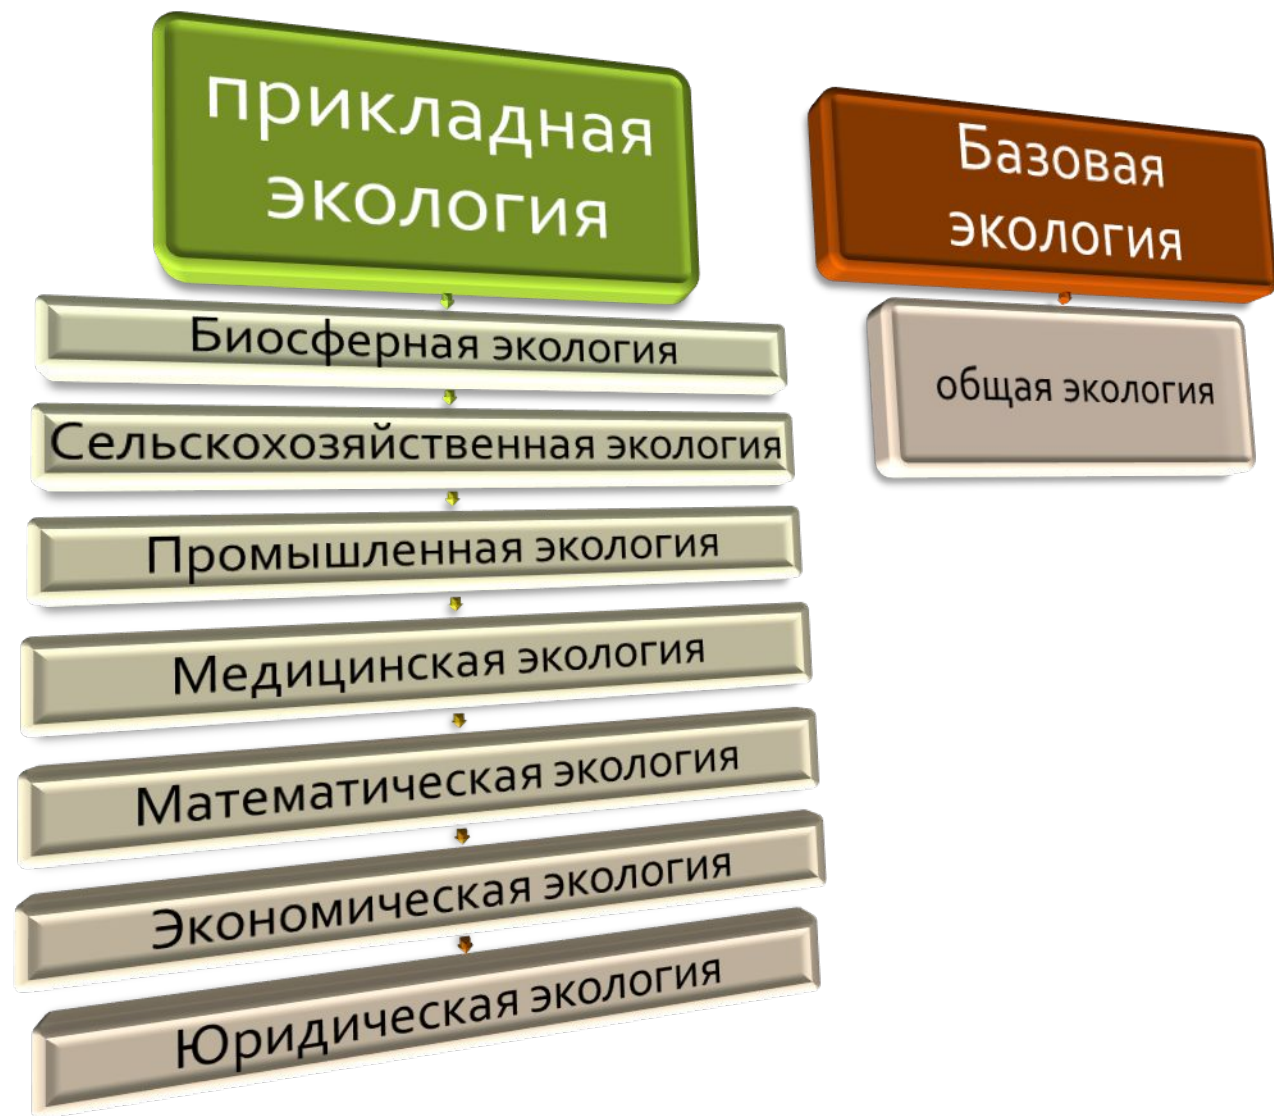 прикладная
экология
Биосферная экология
Сельскохозяйственная экология
Промышленная экология
Медицинская экология
Математическая экология
Экономическая экология
Юридическая экология
Базовая
экология
общая экология